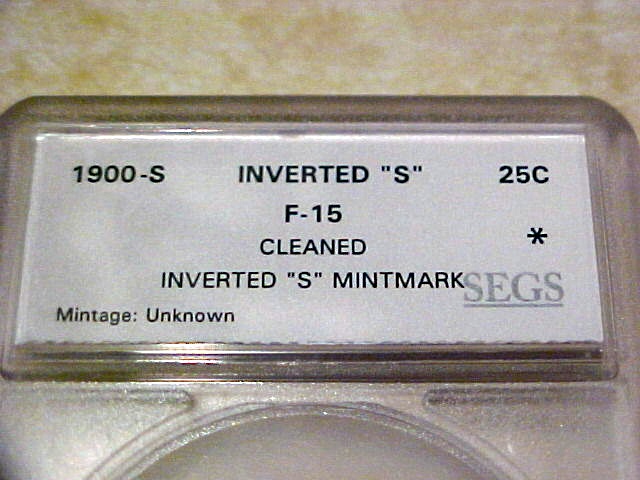 1900-S INVERTED "S" 25C
F-15
*
CLEANED
INVERTED "S" MINTMARK SEGS
Mintage: Unknown